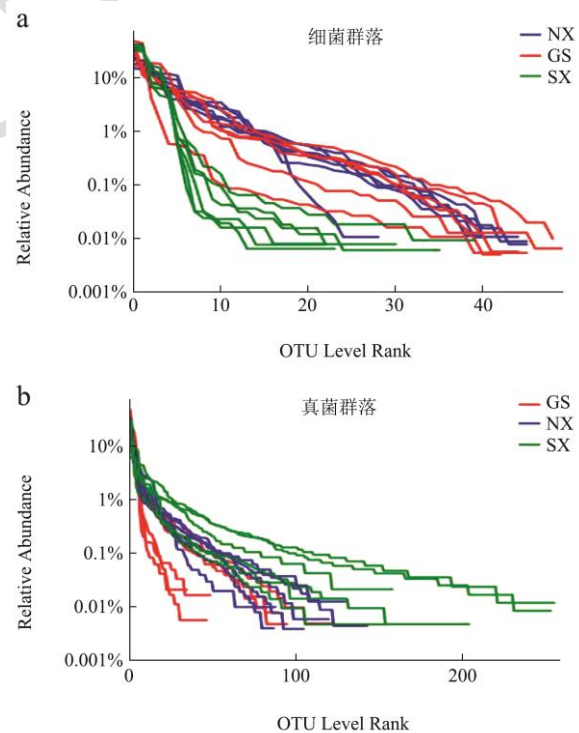 a
细菌群落
NX
GS
SX
10%
1%
0.1%
0.01%
0.001%
Relative Abundance
0 10 20 30 40
OTU Level Rank
b
真菌群落
GS
NX
SX
10%
1%
0.1%
0.01%
0.001%
Relative Abundance
0 100 200
OTU Level Rank